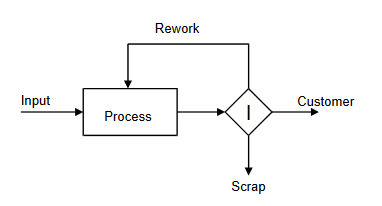 Rework
Input
Process
I
Customer
Scrap